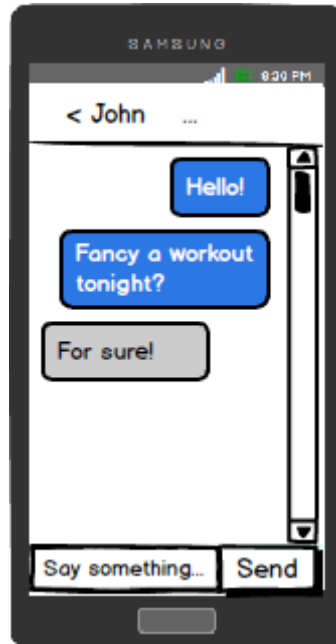 SAMSUNG
8:30 PM
< John ...
Hello!
Fancy a workout
tonight?
For sure!
Say something... Send